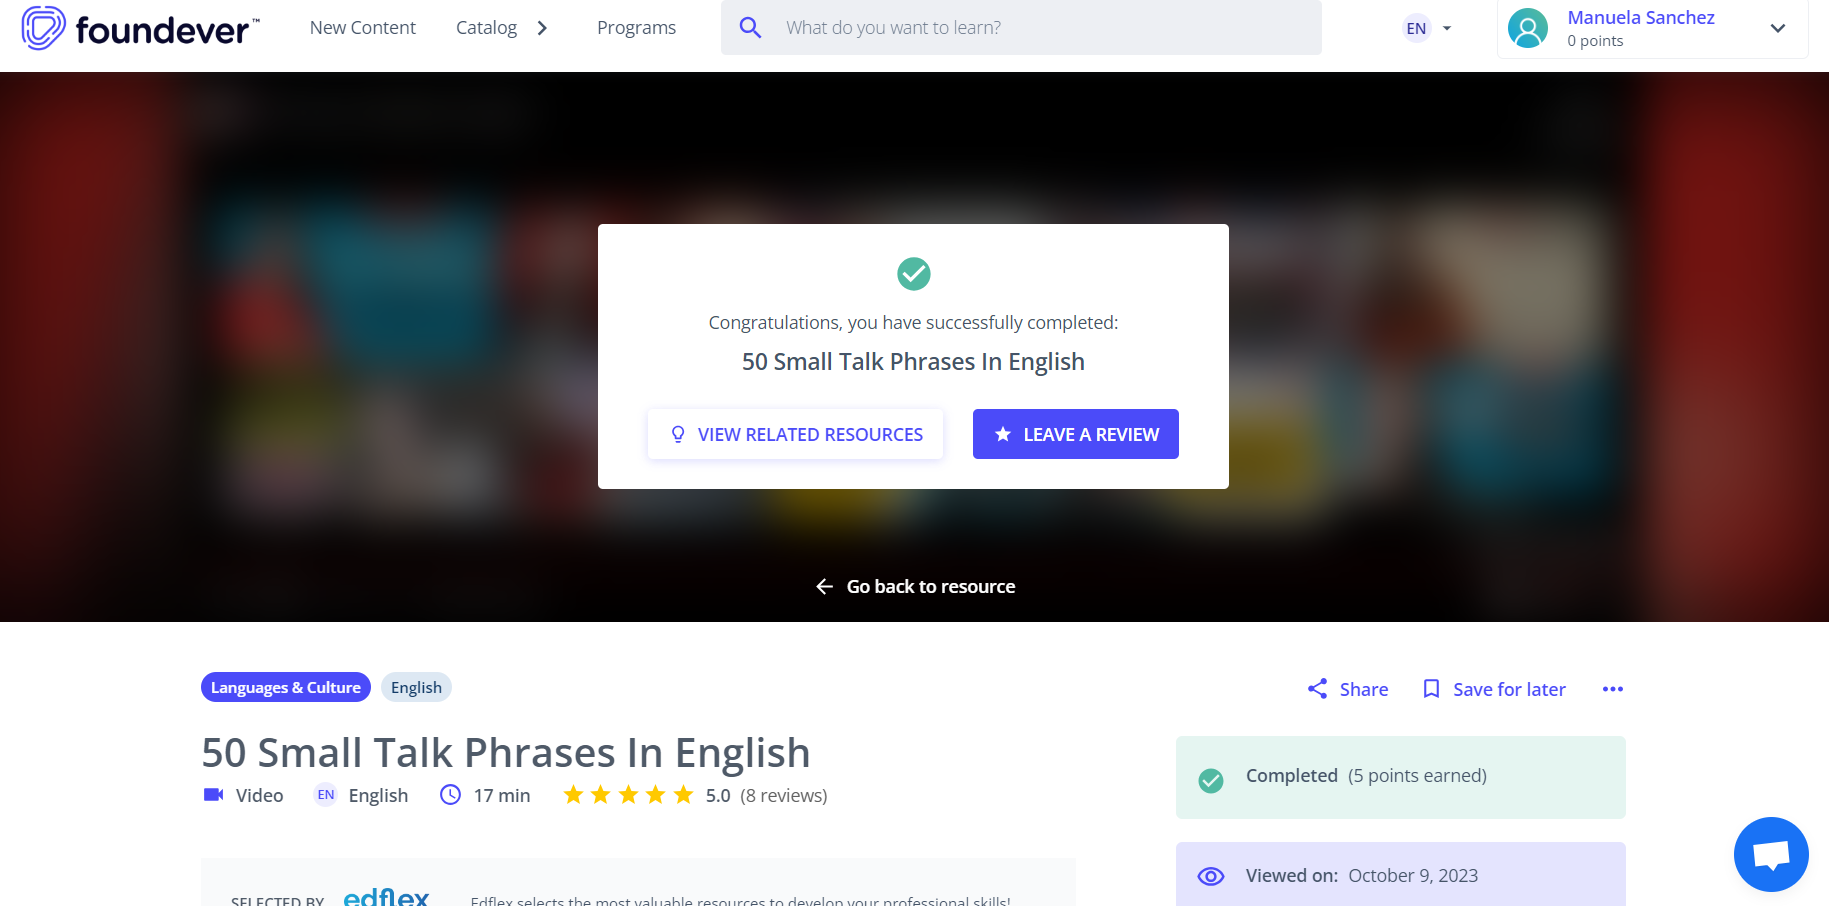 foundever™
New Content
Catalog
Programs
What do you want to learn?
EN
Manuela Sanchez
0 points
Congratulations, you have successfully completed:
50 Small Talk Phrases In English
VIEW RELATED RESOURCES
LEAVE A REVIEW
Go back to resource
Languages & Culture
English
Share
Save for later
50 Small Talk Phrases In English
Video
EN English
17 min
5.0 (8 reviews)
Completed (5 points earned)
Viewed on: October 9, 2023
SELECTED BY edflex
Edflex selects the most valuable resources to develop your professional skills!